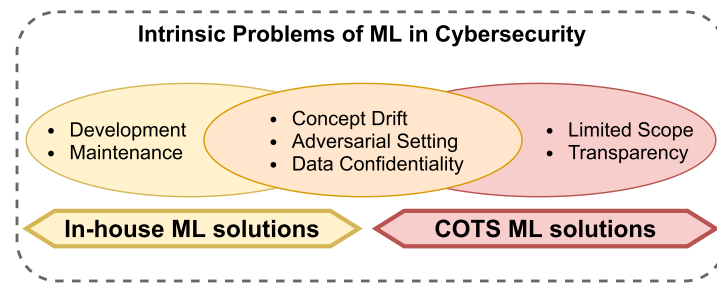 Intrinsic Problems of ML in Cybersecurity
• Development
• Maintenance
• Concept Drift
• Adversarial Setting
• Data Confidentiality
• Limited Scope
• Transparency
In-house ML solutions
COTS ML solutions